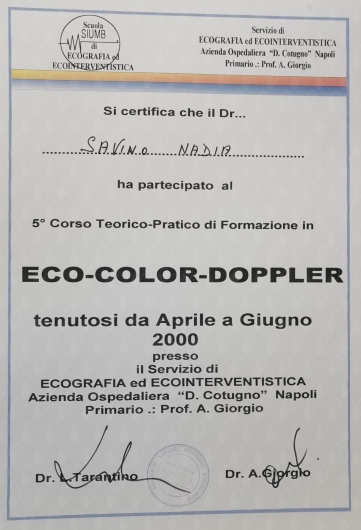 Scuola
SIUMB
di
ECOGRAFIA ed
ECOINTERVENTISTICA
Servizio di
ECOGRAFIA ed ECOINTERVENTISTICA
Azienda Ospedaliera "D. Cotugno" Napoli
Primario .: Prof. A. Giorgio
Si certifica che il Dr...
SAVINO NADIA
ha partecipato al
5° Corso Teorico-Pratico di Formazione in
ECO-COLOR-DOPPLER
tenutosi da Aprile a Giugno
2000
presso
il Servizio di
ECOGRAFIA ed ECOINTERVENTISTICA
Azienda Ospedaliera "D. Cotugno" Napoli
Primario .: Prof. A. Giorgio
Dr. L.Tarantino
Dr. A.Giorgio